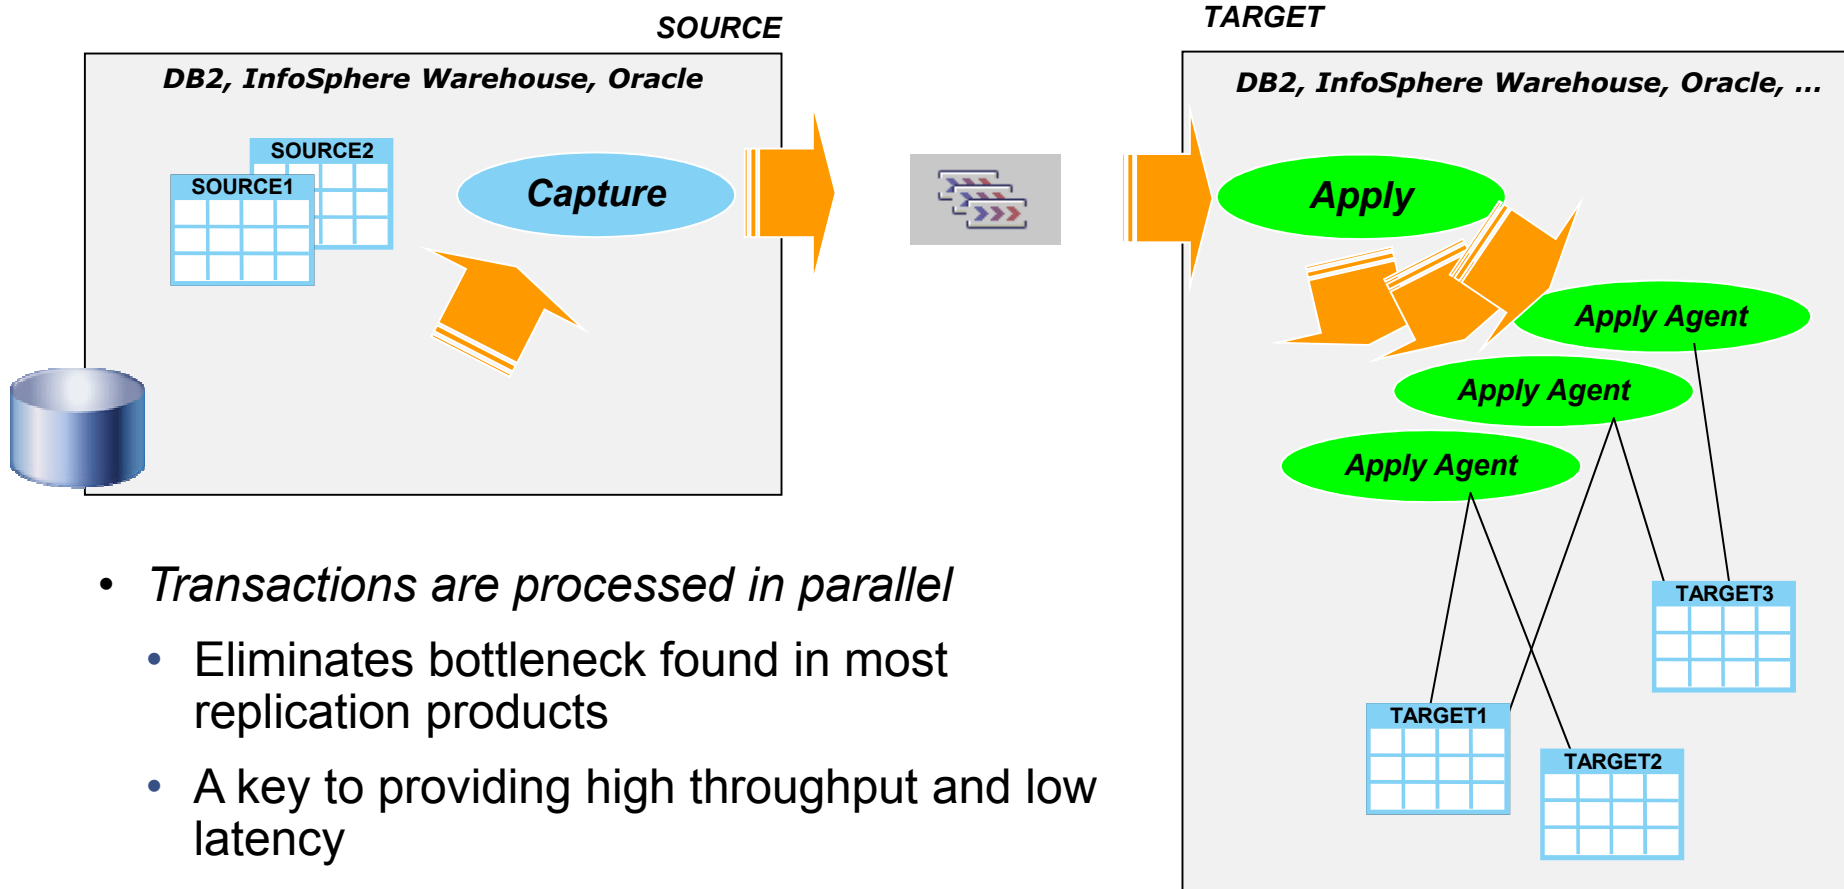 SOURCE
TARGET
DB2, InfoSphere Warehouse, Oracle
DB2, InfoSphere Warehouse, Oracle, ...
SOURCE2
SOURCE1
Capture
Apply
Apply Agent
Apply Agent
Apply Agent
• Transactions are processed in parallel
• Eliminates bottleneck found in most
replication products
• A key to providing high throughput and low
latency
TARGET3
TARGET1
TARGET2